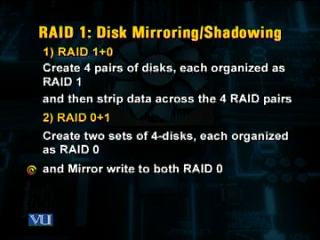 RAID 1: Disk Mirroring/Shadowing
1) RAID 1+0
Create 4 pairs of disks, each organized as
RAID 1
and then strip data across the 4 RAID pairs
2) RAID 0+1
Create two sets of 4-disks, each organized
as RAID 0
and Mirror write to both RAID 0
VU